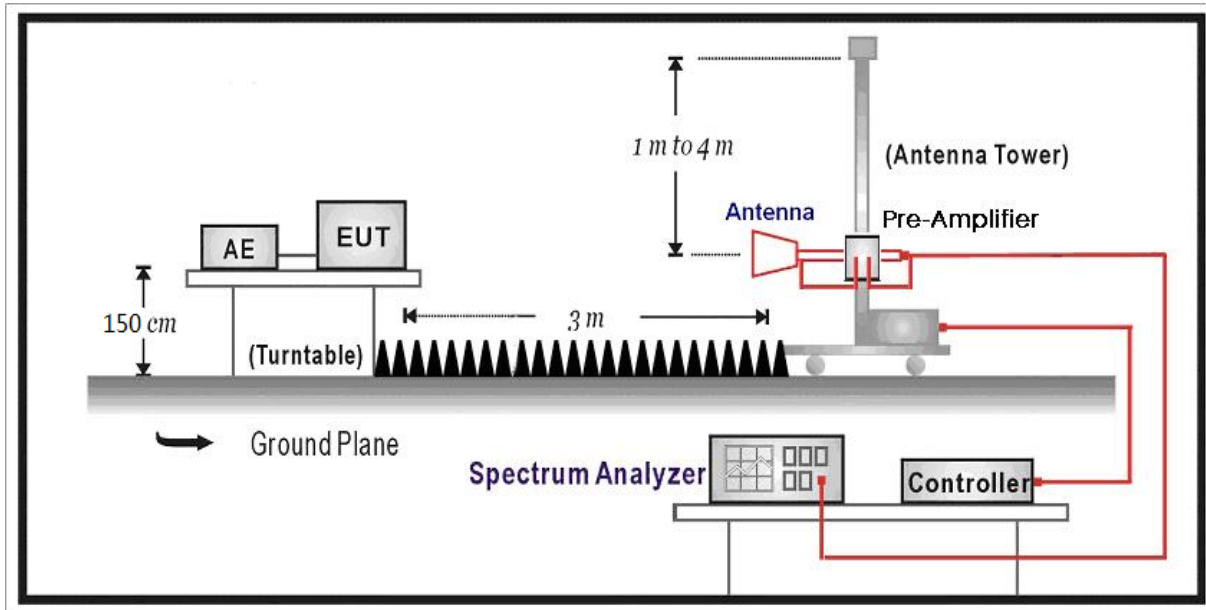 1 m to 4 m
(Antenna Tower)
Antenna
Pre-Amplifier
AE
EUT
150 cm
3 m
(Turntable)
Ground Plane
Spectrum Analyzer
Controller